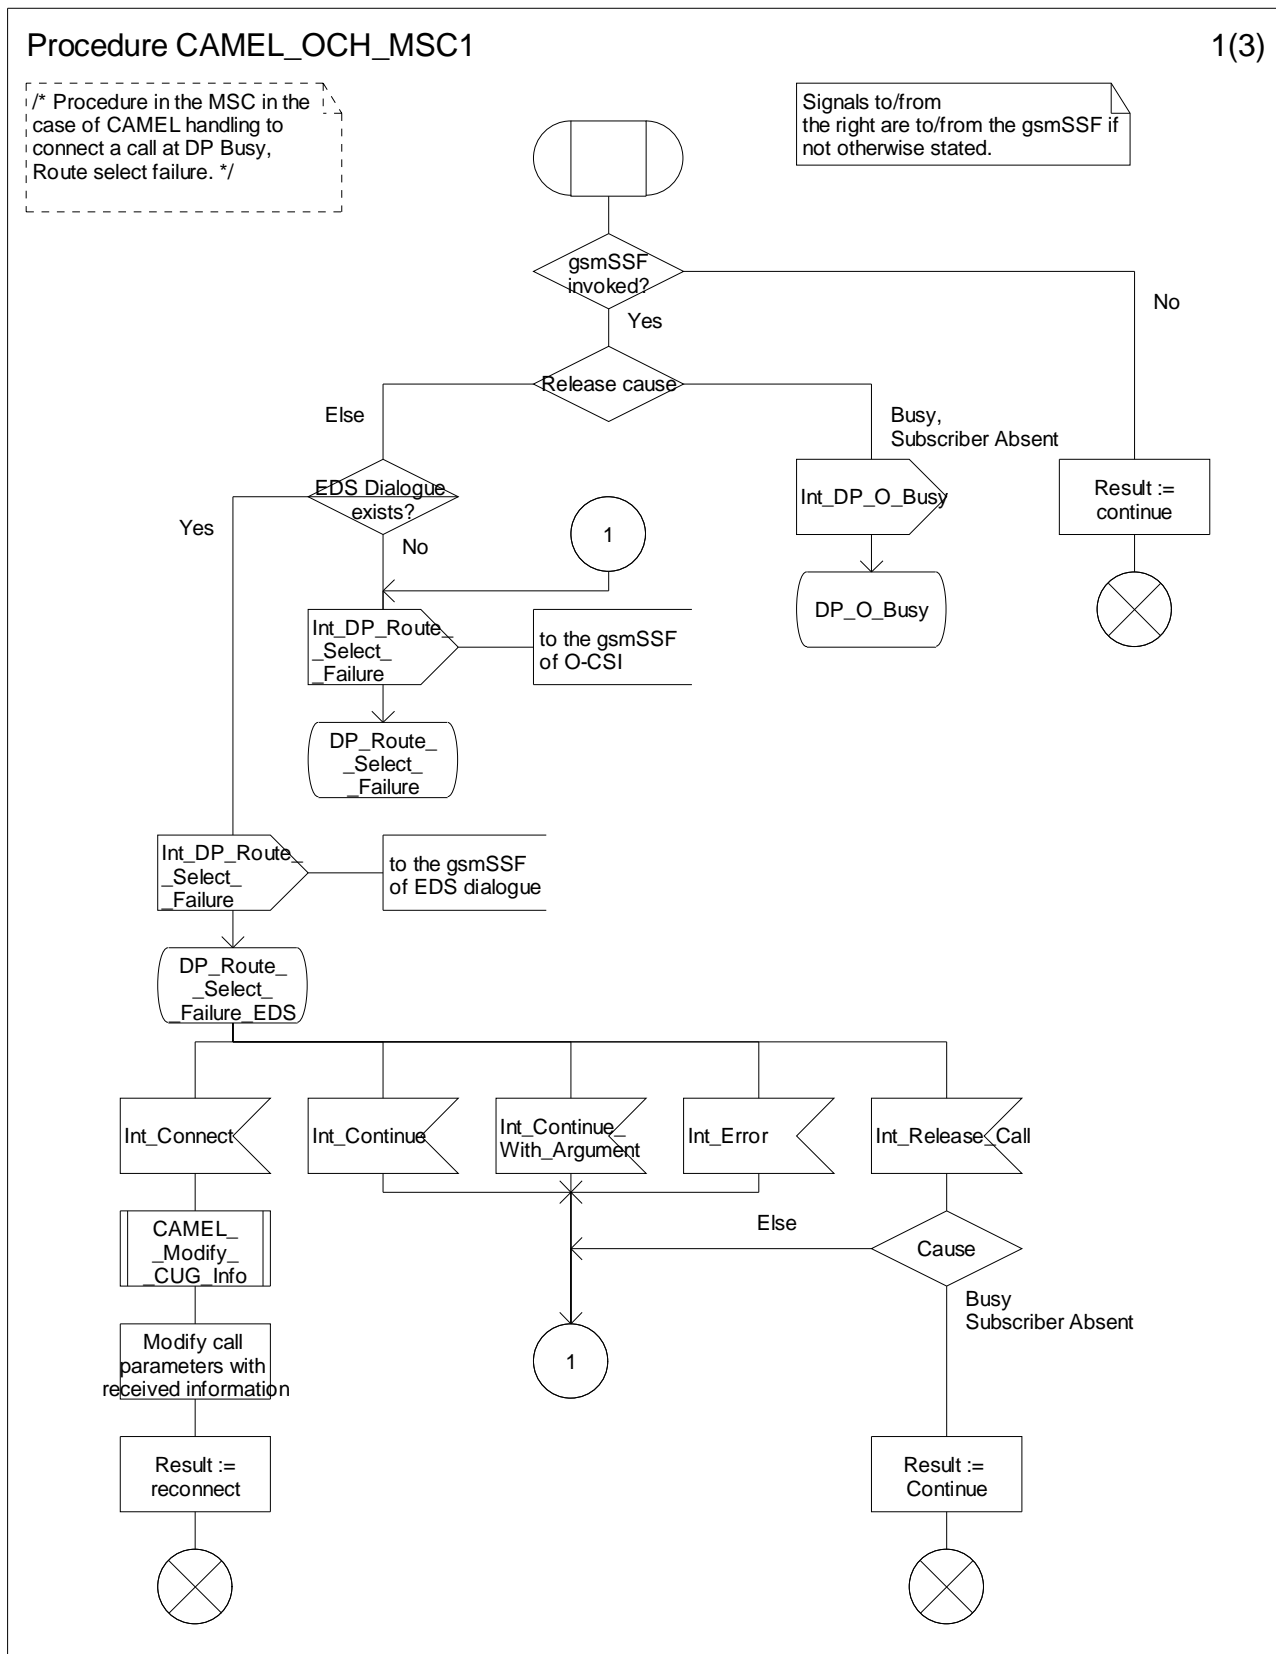 Procedure CAMEL_OCH_MSC1
1(3)
/* Procedure in the MSC in the
case of CAMEL handling to
connect a call at DP Busy,
Route select failure. */
Signals to/from
the right are to/from the gsmSSF if
not otherwise stated.
gsmSSF
invoked?
No
Yes
Release cause
Else
Busy,
Subscriber Absent
EDS Dialogue
exists?
Int_DP_O_Busy
Result :=
continue
Yes
No
1
DP_O_Busy
Int_DP_Route_
_Select_
_Failure
to the gsmSSF
of O-CSI
DP_Route_
_Select_
_Failure
Int_DP_Route_
_Select_
_Failure
to the gsmSSF
of EDS dialogue
DP_Route_
_Select_
_Failure_EDS
Int_Connect
Int_Continue
Int_Continue_
With_Argument
Int_Error
Int_Release_Call
CAMEL_
_Modify_
_CUG_Info
Else
Cause
Busy
Subscriber Absent
Modify call
parameters with
received information
1
Result :=
reconnect
Result :=
Continue